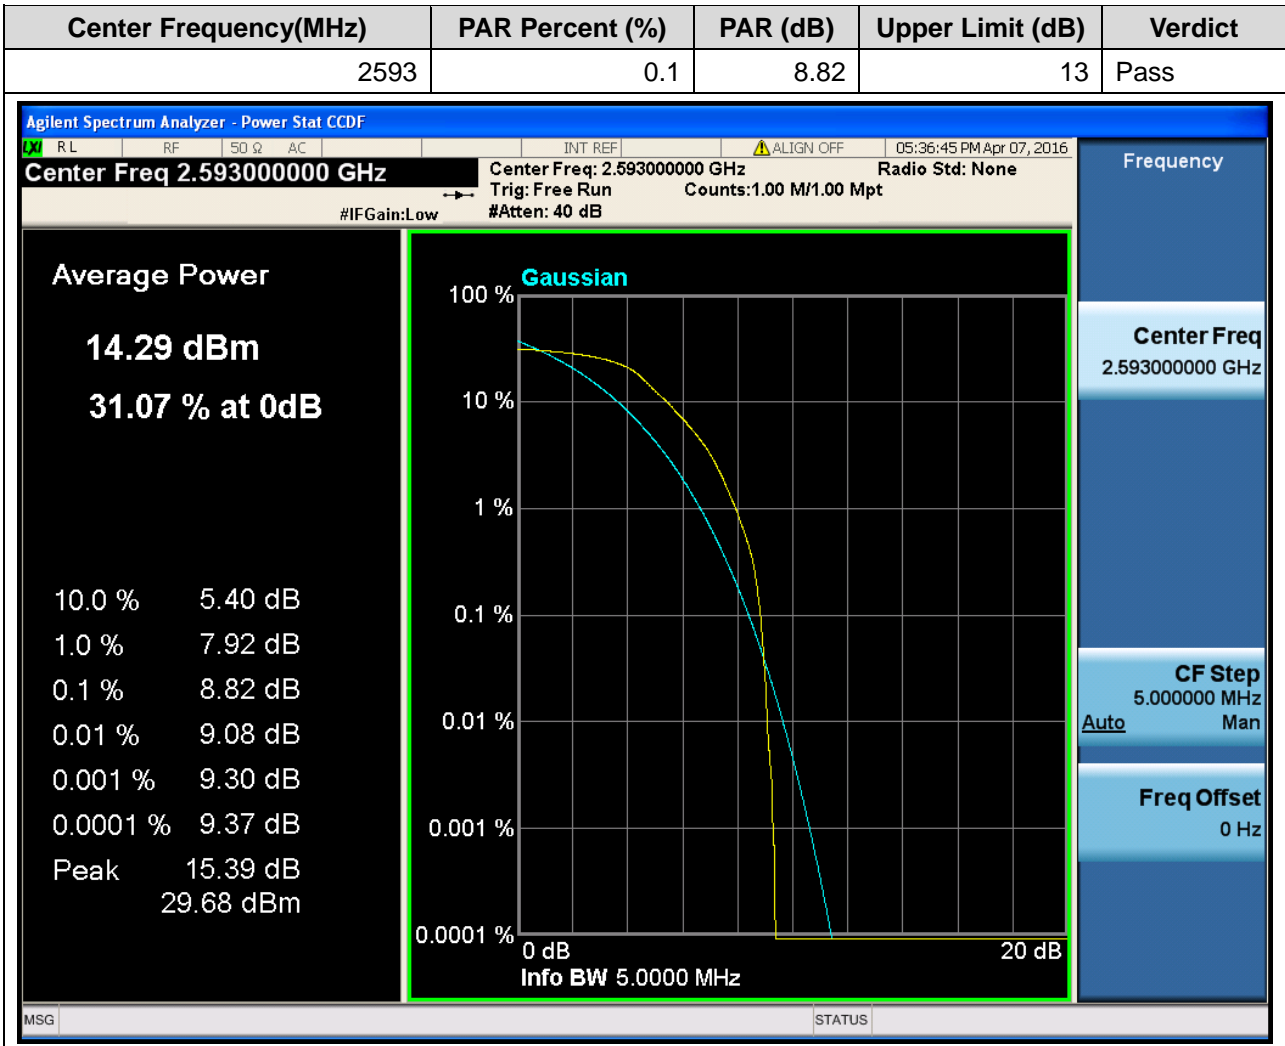 Center Frequency(MHz) PAR Percent (%) PAR (dB) Upper Limit (dB) Verdict
2593 0.1 8.82 13 Pass
Agilent Spectrum Analyzer - Power Stat CCDF
LXI RL RF 50 Ω AC INT REF ALIGN OFF 05:36:45 PM Apr 07, 2016
Center Freq 2.593000000 GHz
Center Freq: 2.593000000 GHz Radio Std: None
Trig: Free Run Counts:1.00 M/1.00 Mpt
#IFGain:Low #Atten: 40 dB
Average Power
14.29 dBm
31.07 % at 0dB
10.0 % 5.40 dB
1.0 % 7.92 dB
0.1 % 8.82 dB
0.01 % 9.08 dB
0.001 % 9.30 dB
0.0001 % 9.37 dB
Peak 15.39 dB
29.68 dBm
Gaussian
100 %
10 %
1 %
0.1 %
0.01 %
0.001 %
0.0001 %
0 dB 20 dB
Info BW 5.0000 MHz
Frequency
Center Freq
2.593000000 GHz
CF Step
5.000000 MHz
Auto Man
Freq Offset
0 Hz
MSG STATUS